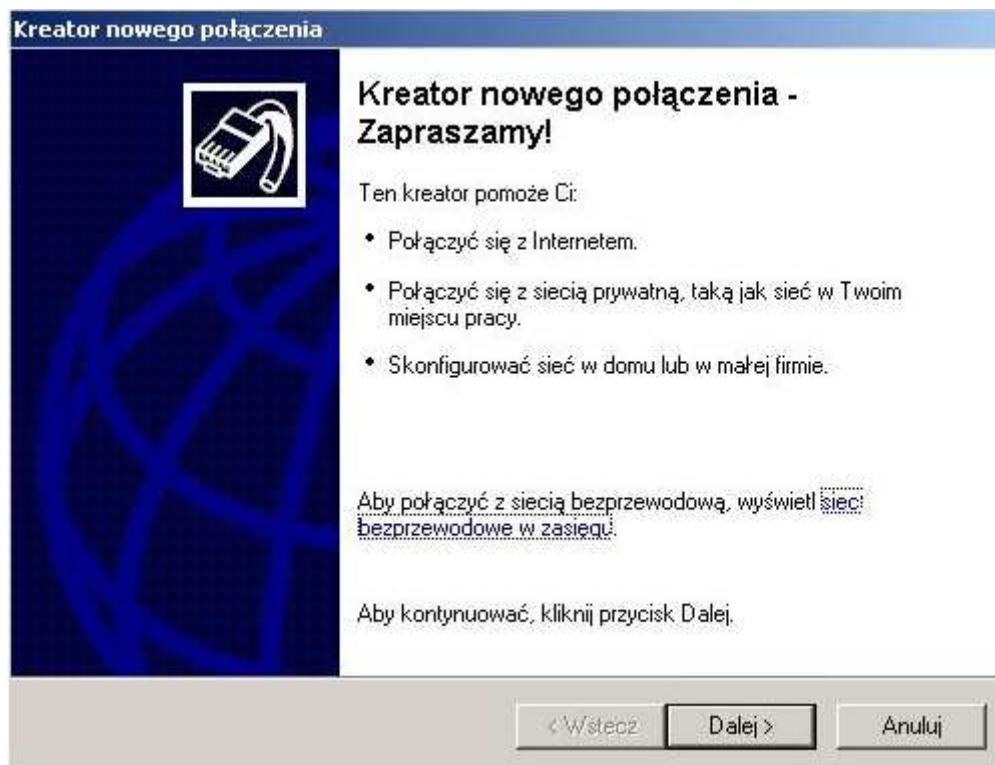 Kreator nowego połączenia
Kreator nowego połączenia -
Zapraszamy!
Ten kreator pomoże Ci:
• Połączyć się z Internetem.
• Połączyć się z siecią prywatną, taką jak sieć w Twoim
miejscu pracy.
• Skonfigurować sieć w domu lub w małej firmie.
Aby połączyć z siecią bezprzewodową, wyświetl sieci
bezprzewodowe w zasięgu.
Aby kontynuować, kliknij przycisk Dalej.
< Wstecz
Dalej >
Anuluj